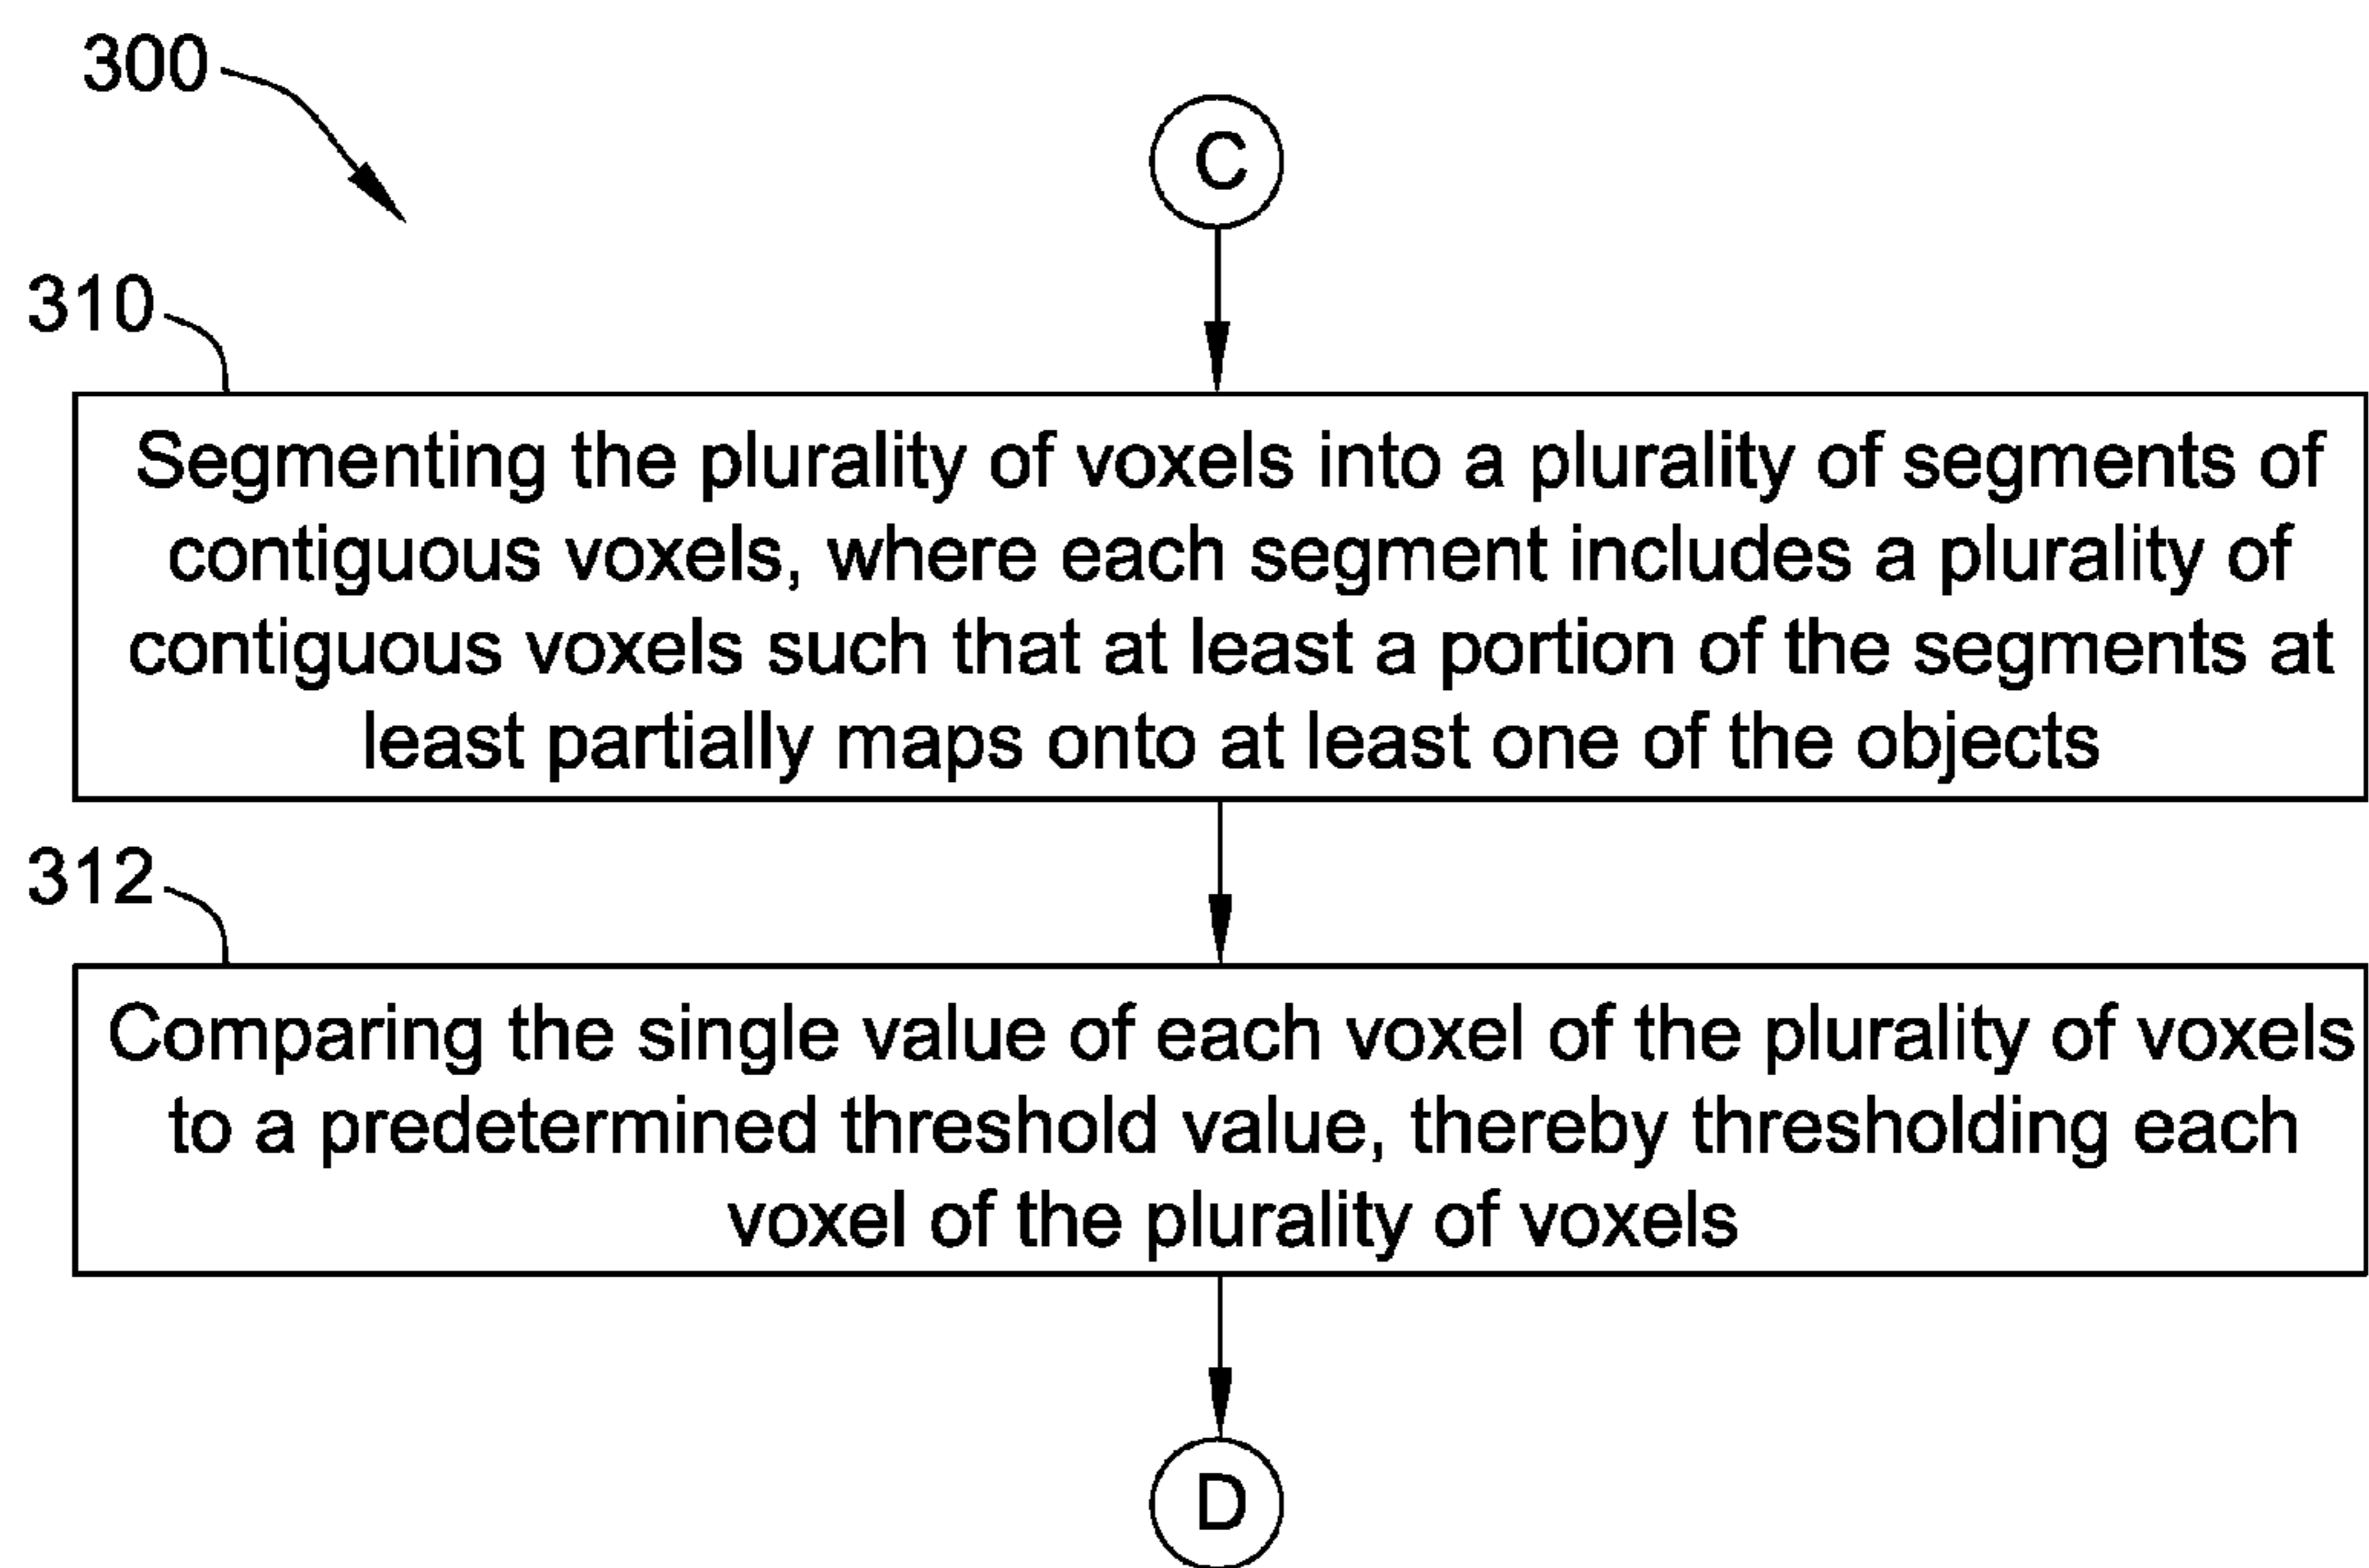 300
C
310
Segmenting the plurality of voxels into a plurality of segments of
contiguous voxels, where each segment includes a plurality of
contiguous voxels such that at least a portion of the segments at
least partially maps onto at least one of the objects
312
Comparing the single value of each voxel of the plurality of voxels
to a predetermined threshold value, thereby thresholding each
voxel of the plurality of voxels
D